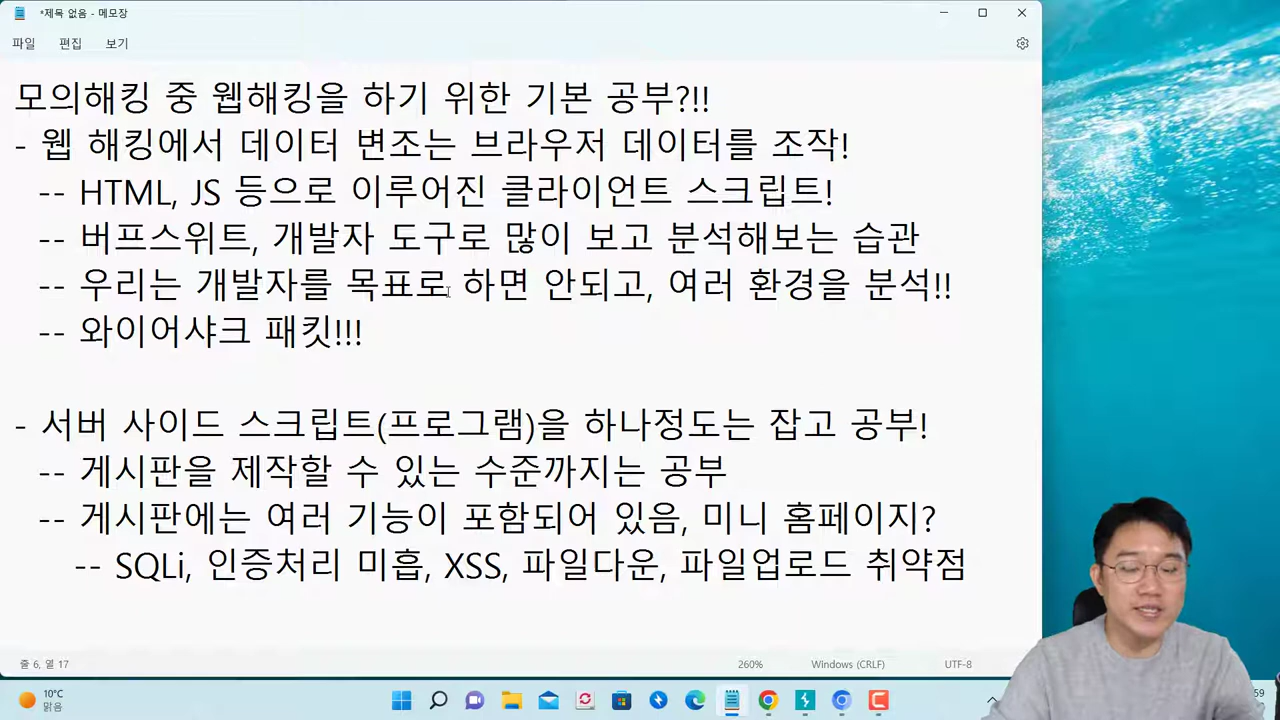 *제목 없음 - 메모장
파일 편집 보기
모의해킹 중 웹해킹을 하기 위한 기본 공부?!!
- 웹 해킹에서 데이터 변조는 브라우저 데이터를 조작!
-- HTML, JS 등으로 이루어진 클라이언트 스크립트!
-- 버프스위트, 개발자 도구로 많이 보고 분석해보는 습관
-- 우리는 개발자를 목표로 하면 안되고, 여러 환경을 분석!!
-- 와이어샤크 패킷!!!
- 서버 사이드 스크립트(프로그램)을 하나정도는 잡고 공부!
-- 게시판을 제작할 수 있는 수준까지는 공부
-- 게시판에는 여러 기능이 포함되어 있음, 미니 홈페이지?
-- SQLi, 인증처리 미흡, XSS, 파일다운, 파일업로드 취약점
줄 6, 열 17 260% Windows (CRLF) UTF-8
10°C
맑음